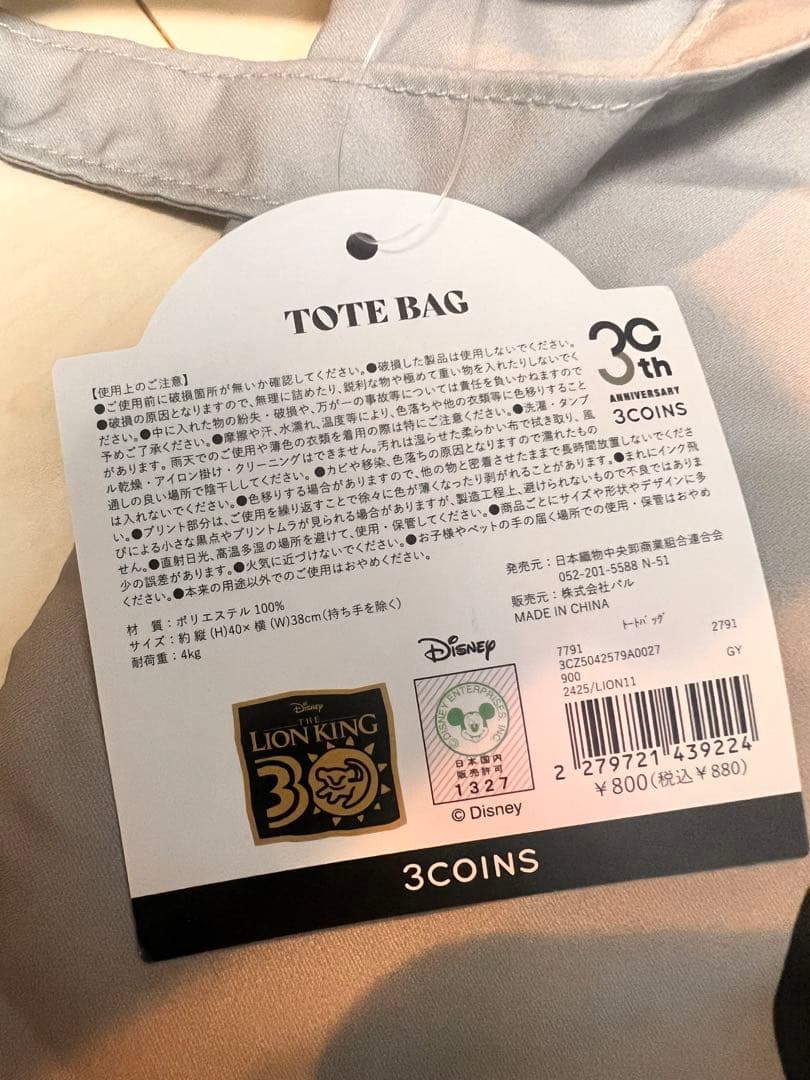 TOTE BAG
30th
ANNIVERSARY
3COINS
【使用上のご注意】
●ご使用前に破損箇所が無いか確認してください。●破損した製品は使用しないでください。
●破損の原因となりますので、無理に詰めたり、鋭利な物や極めて重い物を入れたりしないでく
ださい。●中に入れた物の紛失・破損や、万が一の事故等については責任を負いかねますので
予めご了承ください。●摩擦や汗、水濡れ、温度等により、色落ちや他の衣類等に色移りすること
があります。雨天でのご使用や薄色の衣類を着用の際は特にご注意ください。●洗濯・タンブ
ル乾燥・アイロン掛け・クリーニングはできません。汚れは湿らせた柔らかい布で拭き取り、風
通しの良い場所で陰干ししてください。●カビや移染、色落ちの原因となりますので濡れたもの
は入れないでください。●色移りする場合がありますので、他の物と密着させたままで長時間放置しないでくださ
い。●プリント部分は、ご使用を繰り返すことで徐々に色が薄くなったり剥がれることがあります。●まれにインク飛
びによる小さな黒点やプリントムラが見られる場合がありますが、製造工程上、避けられないもので不良ではありま
せん。●直射日光、高温多湿の場所を避けて、使用・保管してください。●商品ごとにサイズや形状やデザインに多
少の誤差があります。●火気に近づけないでください。●お子様やペットの手の届く場所での使用・保管はおやめ
ください。●本来の用途以外でのご使用はおやめください。
材　質：ポリエステル100%
サイズ：約 縦(H)40×横(W)38cm(持ち手を除く)
耐荷重：4kg
発売元：日本織物中央卸商業組合連合会
052-201-5588 N-51
販売元：株式会社パル
MADE IN CHINA
ﾄｰﾄﾊﾞｯｸﾞ
7791 2791
3CZ5042579A0027
900 GY
2425/LION11
2 279721 439224
￥800(税込￥880)
Disney
THE
LION KING
30
Disney
©DISNEY ENTERPRISES, INC.
日本国内
販売許可
1327
© Disney
3COINS